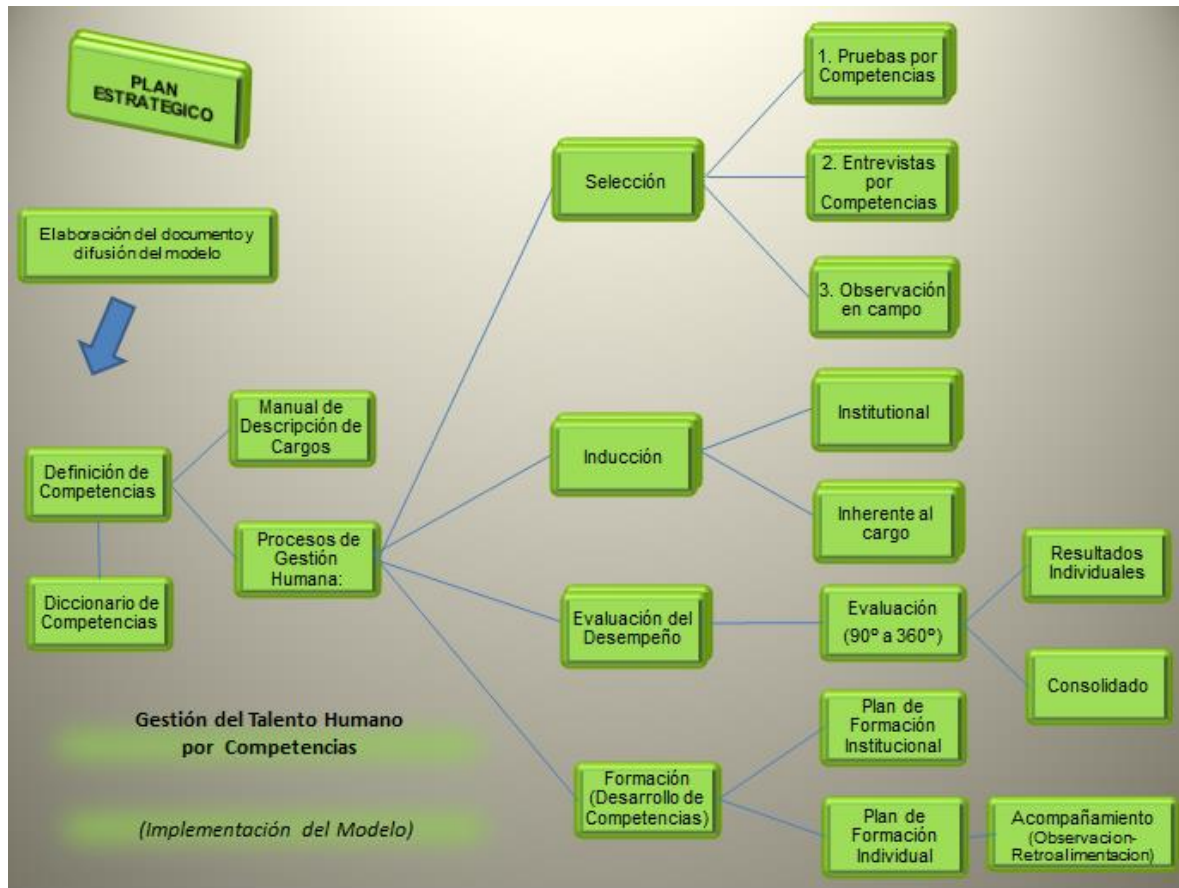 PLAN
ESTRATEGICO
Elaboración del documento y
difusión del modelo
Definición de
Competencias
Diccionario de
Competencias
Manual de
Descripción de
Cargos
Procesos de
Gestión
Humana:
Selección
1. Pruebas por
Competencias
2. Entrevistas
por
Competencias
3. Observación
en campo
Inducción
Institutional
Inherente al
cargo
Evaluación del
Desempeño
Evaluación
(90º a 360º)
Resultados
Individuales
Consolidado
Formación
(Desarrollo de
Competencias)
Plan de
Formación
Institucional
Plan de
Formación
Individual
Acompañamiento
(Observacion-
Retroalimentacion)
Gestión del Talento Humano
por Competencias
(Implementación del Modelo)